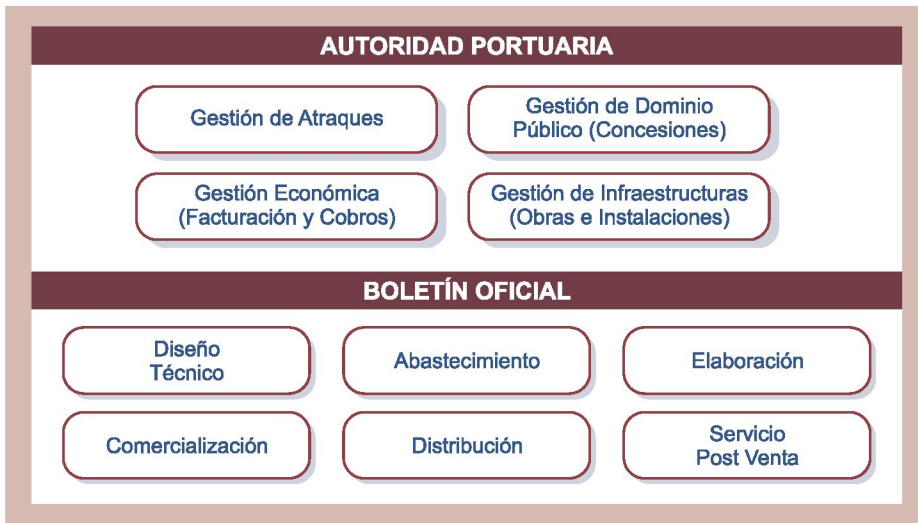 AUTORIDAD PORTUARIA
Gestión de Atraques
Gestión de Dominio
Público (Concesiones)
Gestión Económica
(Facturación y Cobros)
Gestión de Infraestructuras
(Obras e Instalaciones)
BOLETÍN OFICIAL
Diseño
Técnico
Abastecimiento
Elaboración
Comercialización
Distribución
Servicio
Post Venta